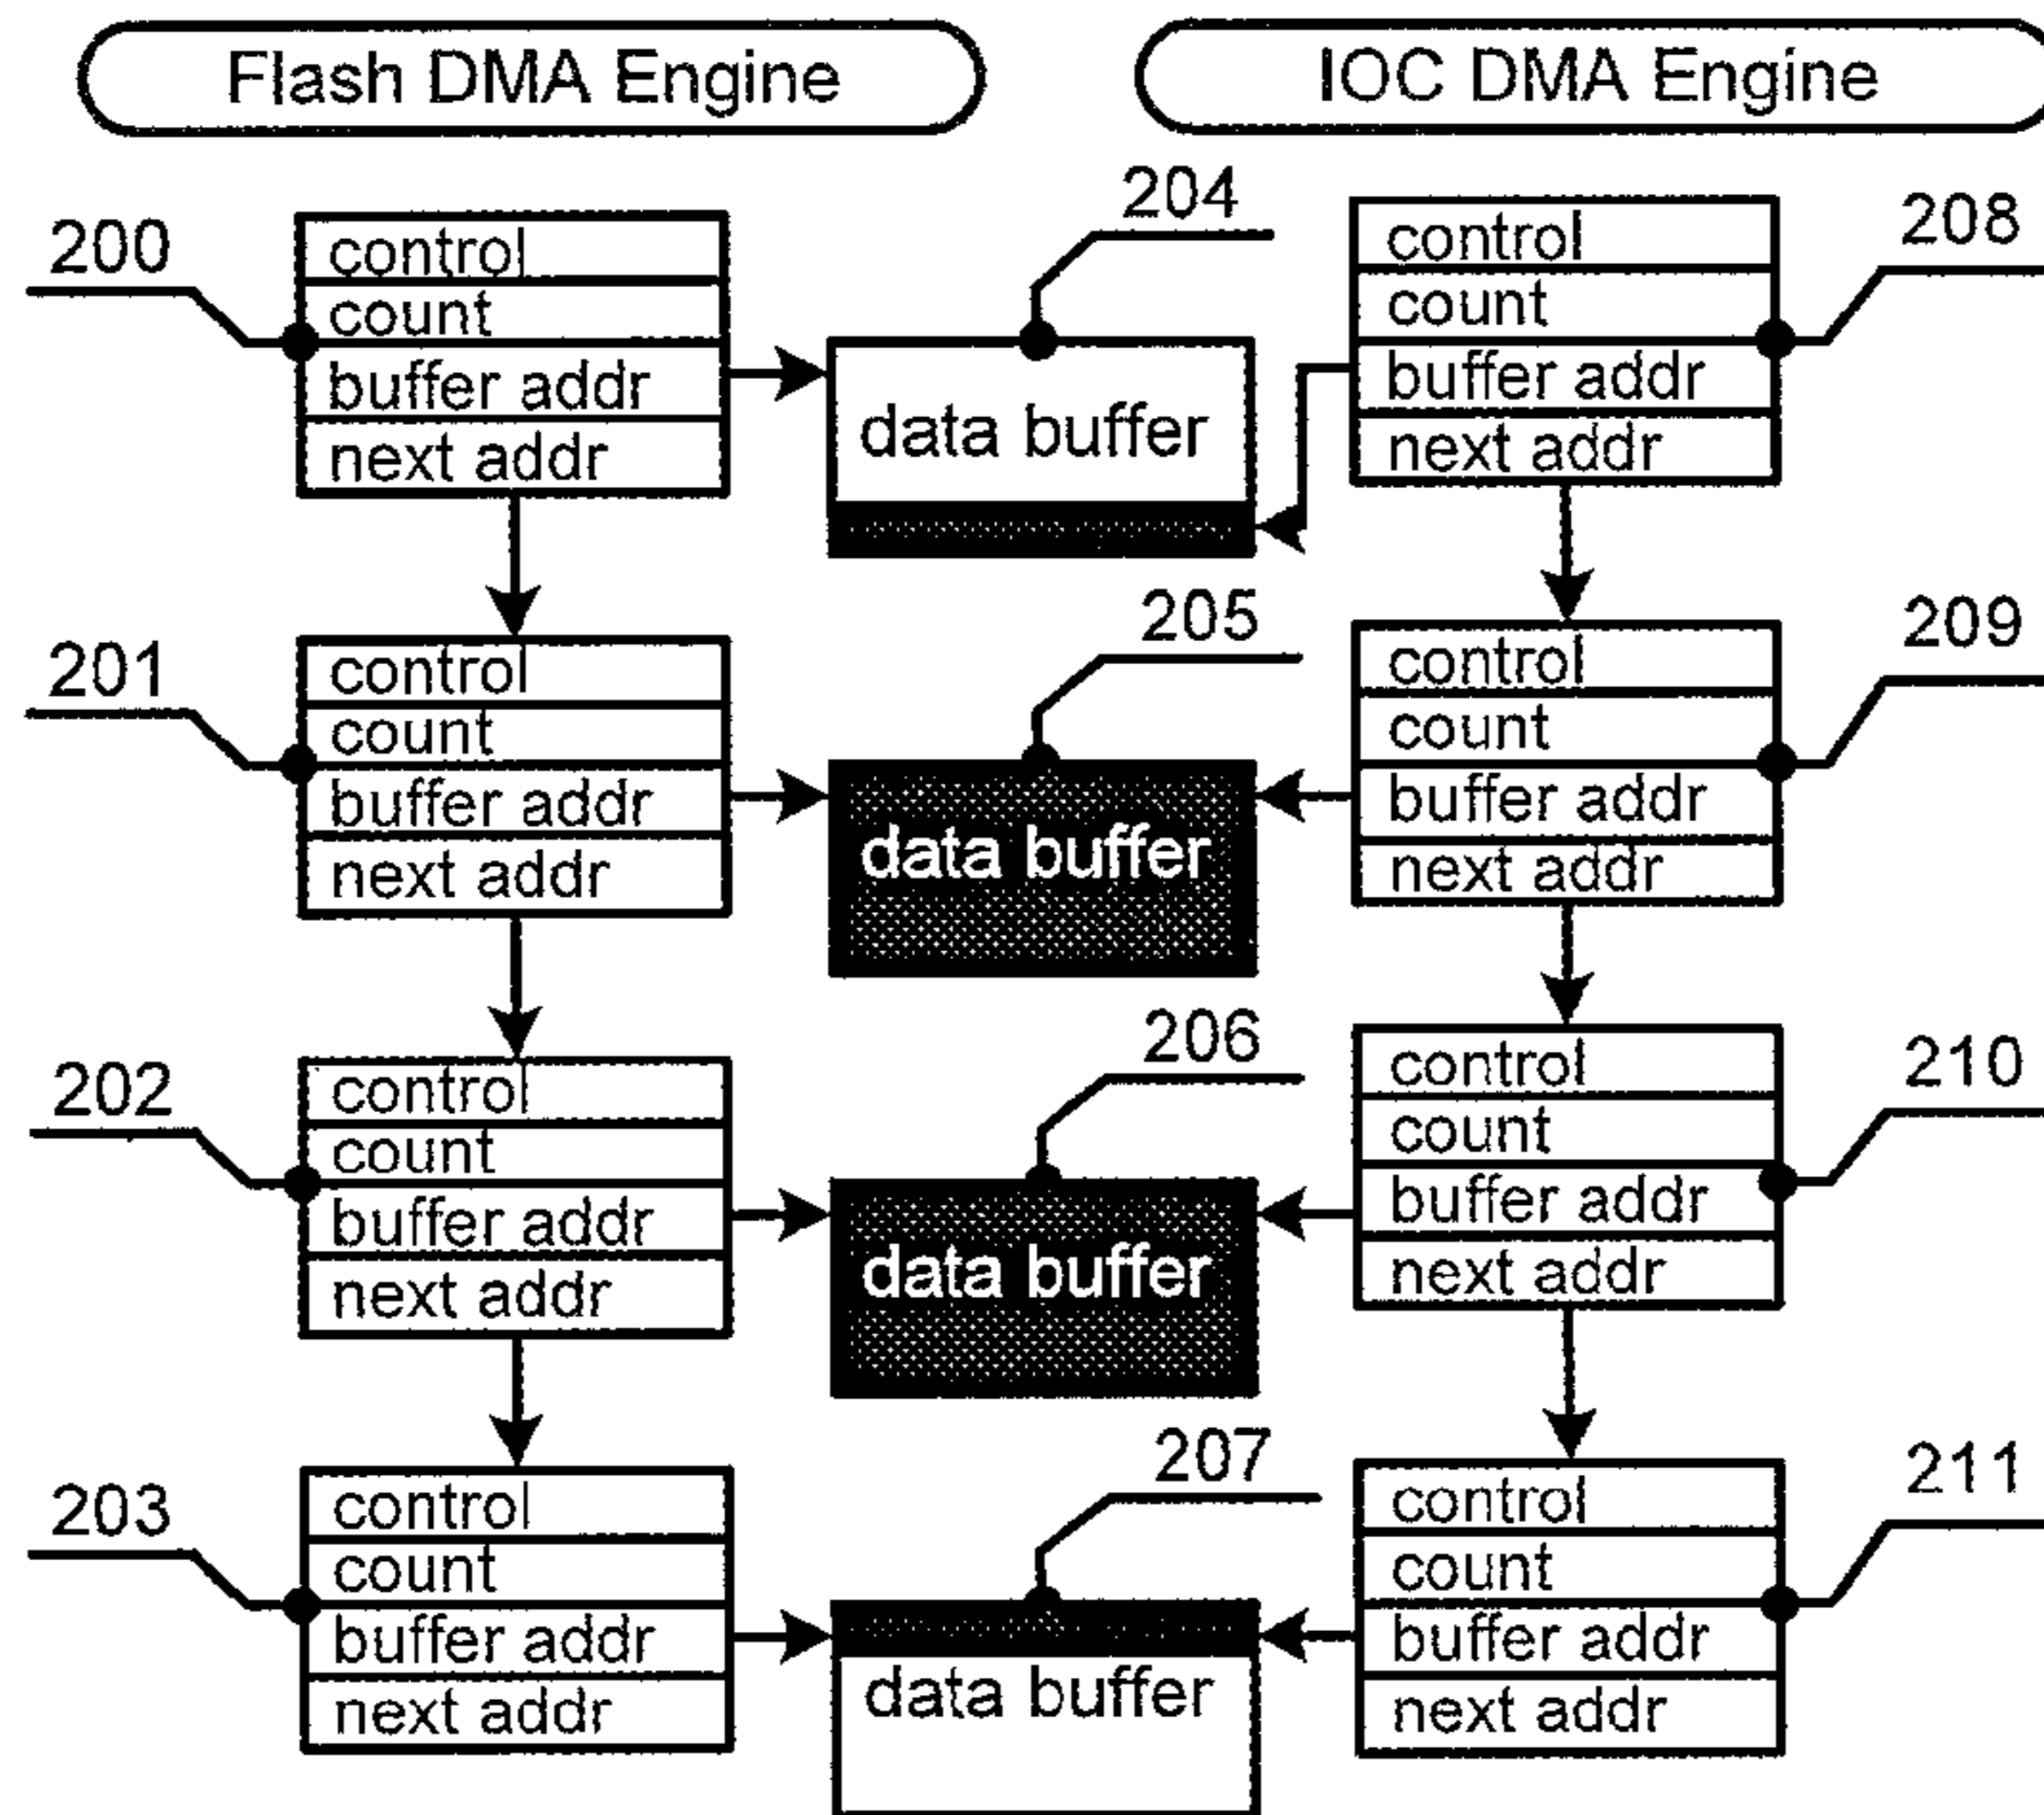 Flash DMA Engine
IOC DMA Engine
200
control
count
buffer addr
next addr
204
data buffer
208
control
count
buffer addr
next addr
201
control
count
buffer addr
next addr
205
data buffer
209
control
count
buffer addr
next addr
202
control
count
buffer addr
next addr
206
data buffer
210
control
count
buffer addr
next addr
203
control
count
buffer addr
next addr
207
data buffer
211
control
count
buffer addr
next addr